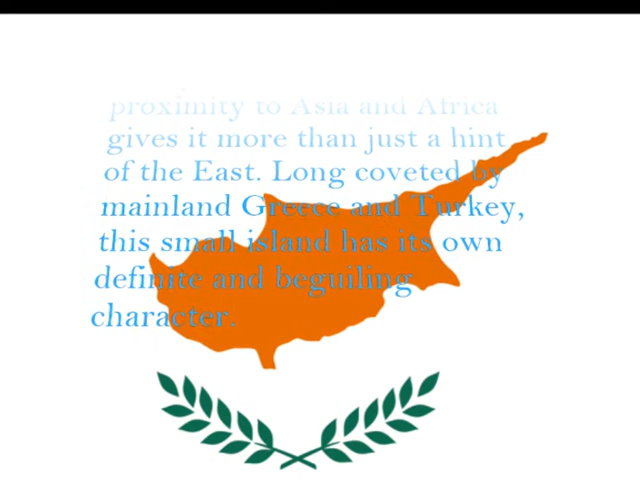 proximity to Asia and Africa
gives it more than just a hint
of the East. Long coveted by
mainland Greece and Turkey,
this small island has its own
definite and beguiling
character.